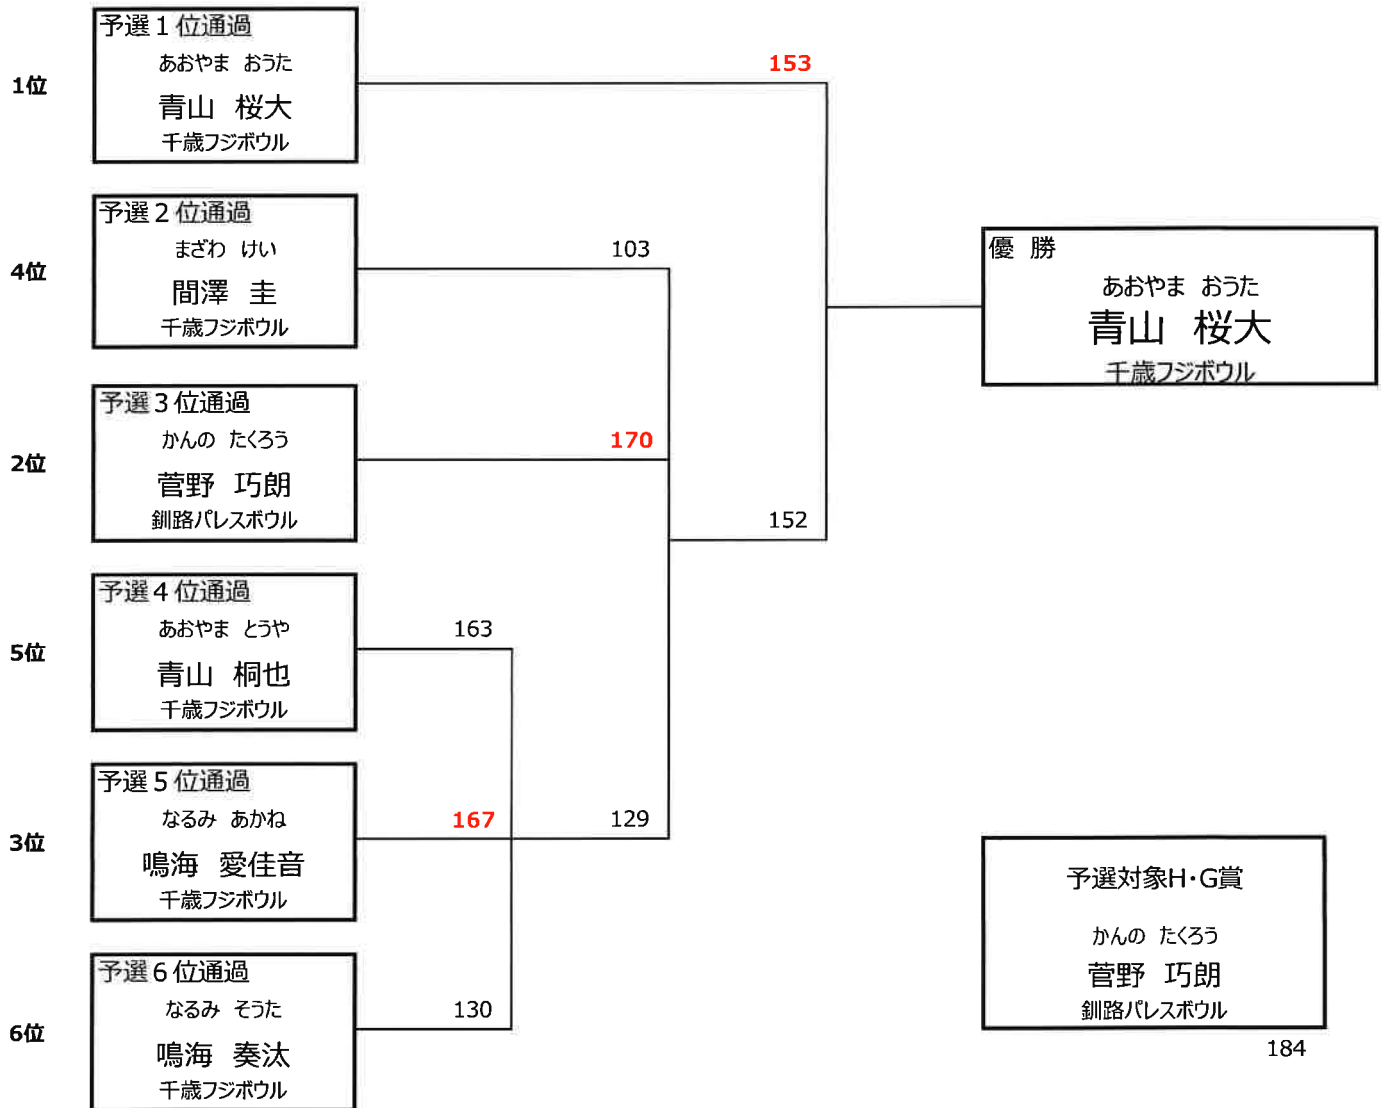 予選１位通過
あおやま おうた
1位
青山 桜大
千歳フジボウル
153
予選２位通過
まざわ けい
4位
間澤 圭
千歳フジボウル
103
優 勝
あおやま おうた
青山 桜大
千歳フジボウル
予選３位通過
かんの たくろう
2位
菅野 巧朗
釧路パレスボウル
170
152
予選４位通過
あおやま とうや
5位
青山 桐也
千歳フジボウル
163
予選５位通過
なるみ あかね
3位
鳴海 愛佳音
千歳フジボウル
167
129
予選６位通過
なるみ そうた
6位
鳴海 奏汰
千歳フジボウル
130
予選対象H・G賞
かんの たくろう
菅野 巧朗
釧路パレスボウル
184